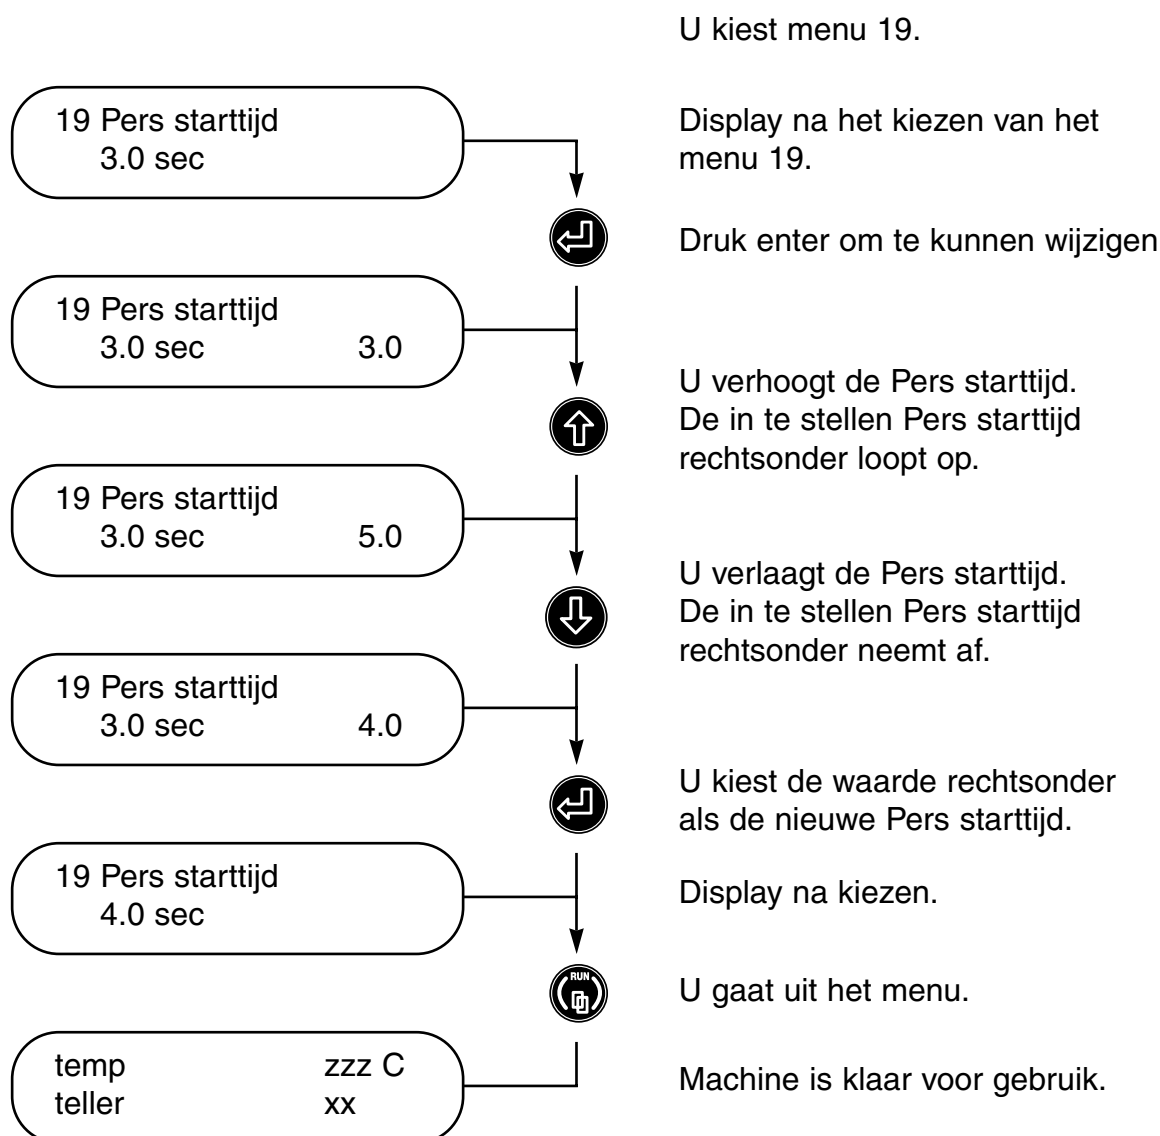 U kiest menu 19.
19 Pers starttijd
3.0 sec
Display na het kiezen van het
menu 19.
Druk enter om te kunnen wijzigen
19 Pers starttijd
3.0 sec 3.0
U verhoogt de Pers starttijd.
De in te stellen Pers starttijd
rechtsonder loopt op.
19 Pers starttijd
3.0 sec 5.0
U verlaagt de Pers starttijd.
De in te stellen Pers starttijd
rechtsonder neemt af.
19 Pers starttijd
3.0 sec 4.0
U kiest de waarde rechtsonder
als de nieuwe Pers starttijd.
19 Pers starttijd
4.0 sec
Display na kiezen.
RUN
U gaat uit het menu.
temp zzz C
teller xx
Machine is klaar voor gebruik.